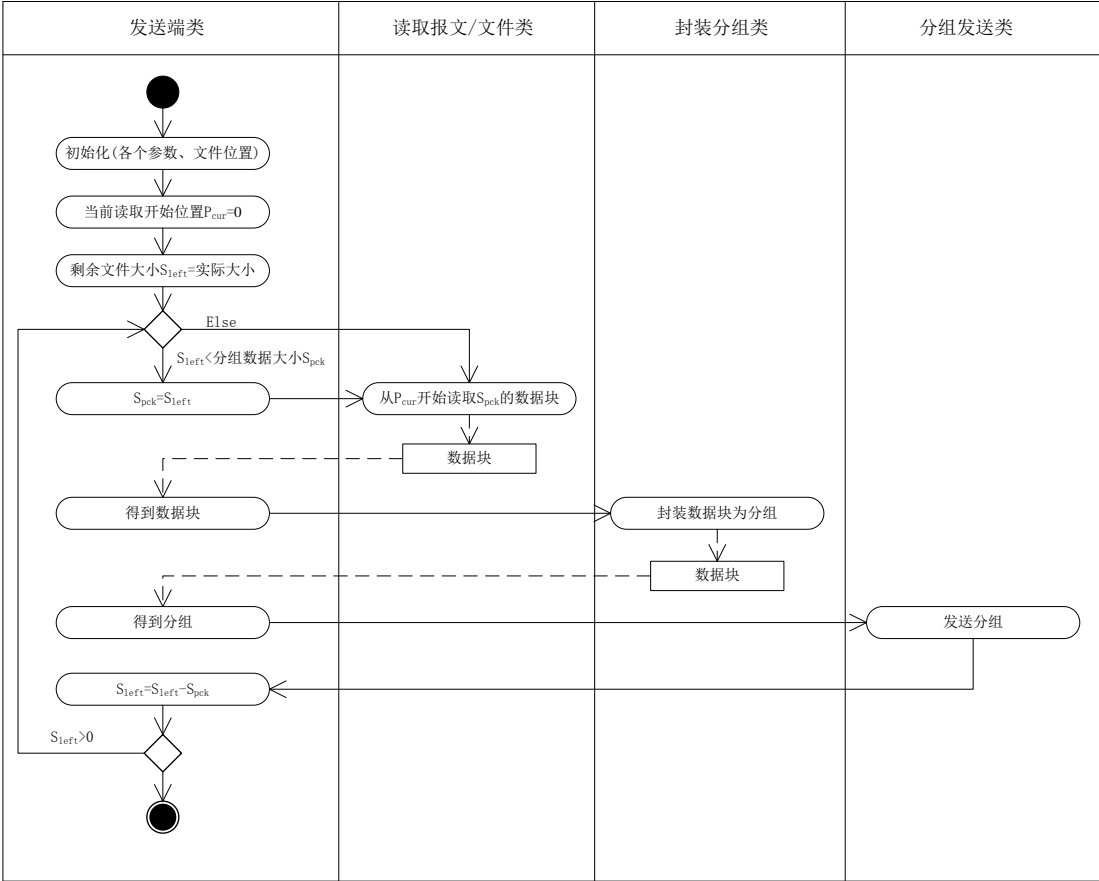 发送端类
读取报文/文件类
封装分组类
分组发送类
初始化(各个参数、文件位置)
当前读取开始位置Pcur=0
剩余文件大小Sleft=实际大小
Else
Sleft<分组数据大小Spck
Spck=Sleft
从Pcur开始读取Spck的数据块
数据块
得到数据块
封装数据块为分组
数据块
得到分组
发送分组
Sleft=Sleft-Spck
Sleft>0